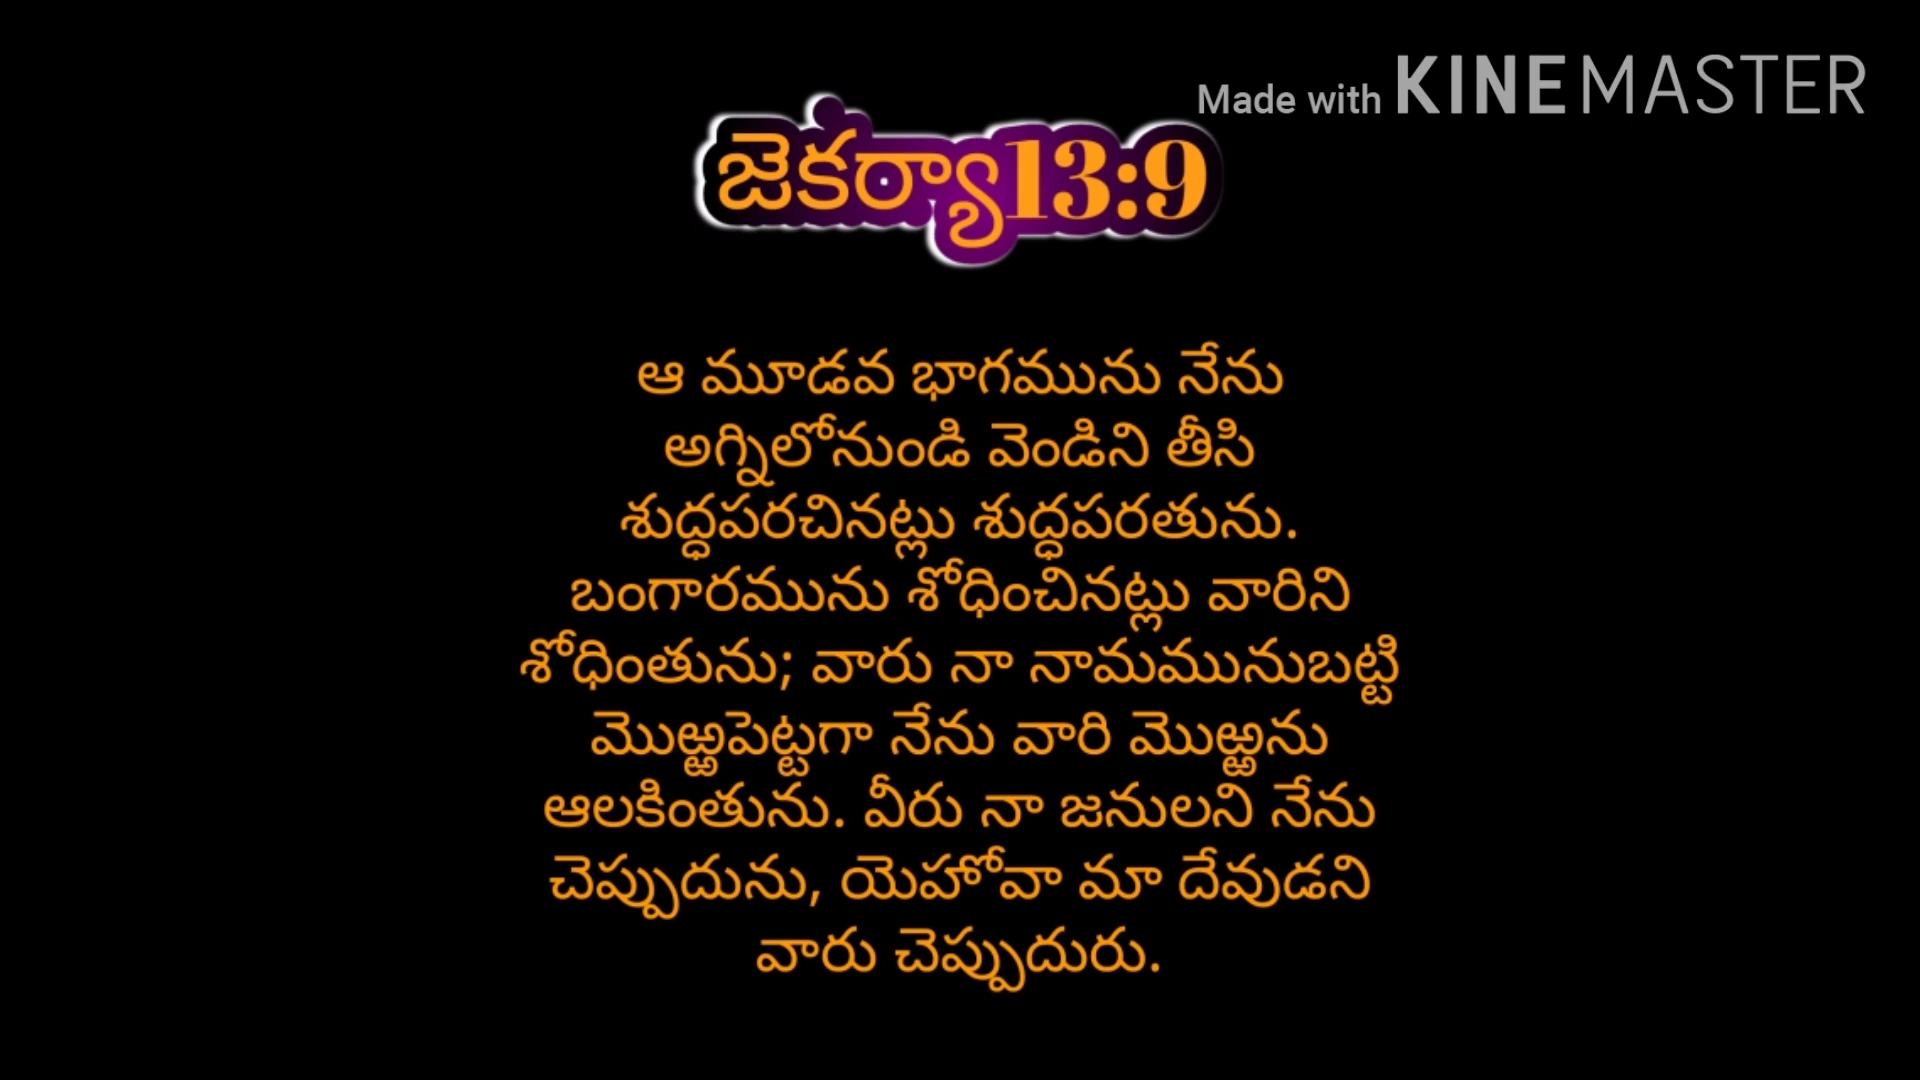 Made with KINEMASTER
జెకర్యా13:9
ఆ మూడవ భాగమును నేను
అగ్నిలోనుండి వెండిని తీసి
శుద్ధపరచినట్లు శుద్ధపరతును.
బంగారమును శోధించినట్లు వారిని
శోధింతును; వారు నా నామమునుబట్టి
మొఱ్ఱపెట్టగా నేను వారి మొఱ్ఱను
ఆలకింతును. వీరు నా జనులని నేను
చెప్పుదును, యెహోవా మా దేవుడని
వారు చెప్పుదురు.